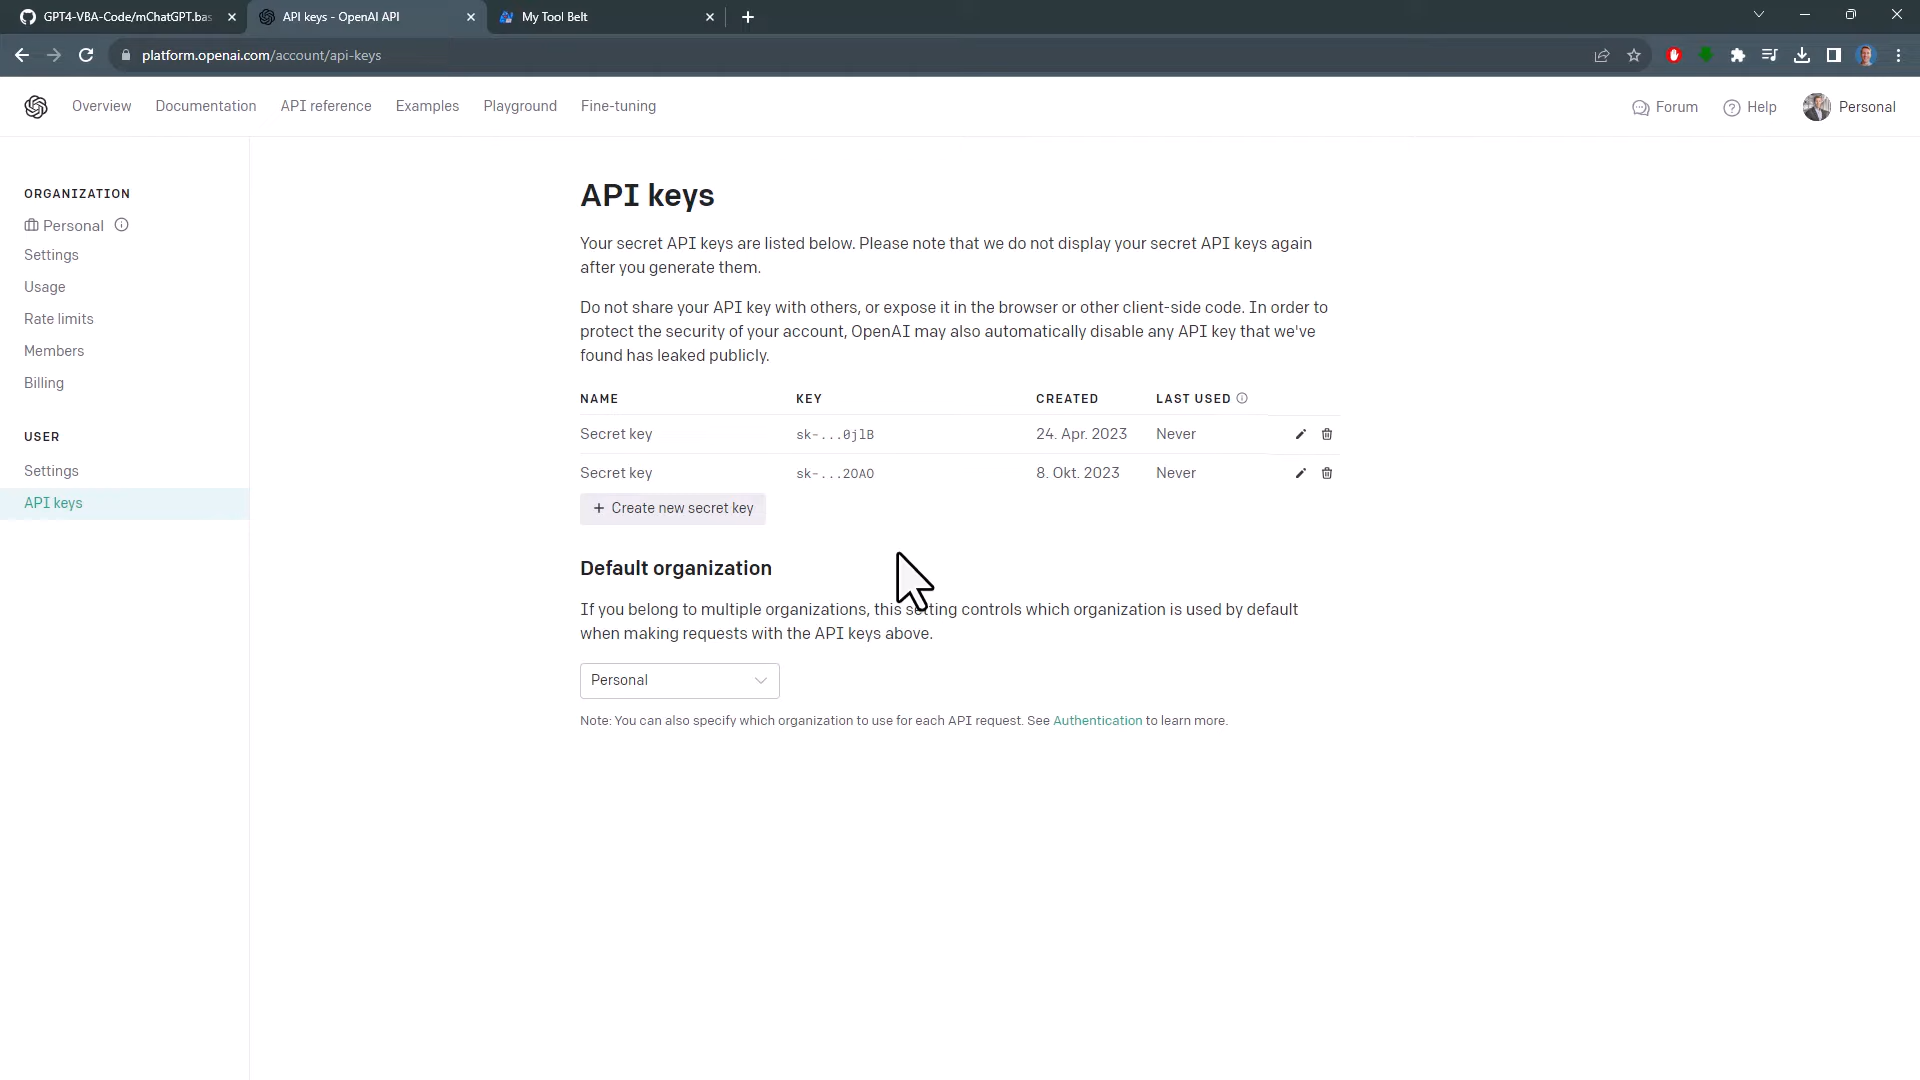 GPT4-VBA-Code/mChatGPT.bas
API keys - OpenAI API
My Tool Belt
platform.openai.com/account/api-keys
Overview
Documentation
API reference
Examples
Playground
Fine-tuning
Forum
Help
Personal
ORGANIZATION
Personal
Settings
Usage
Rate limits
Members
Billing
USER
Settings
API keys
API keys
Your secret API keys are listed below. Please note that we do not display your secret API keys again
after you generate them.
Do not share your API key with others, or expose it in the browser or other client-side code. In order to
protect the security of your account, OpenAI may also automatically disable any API key that we've
found has leaked publicly.
NAME KEY CREATED LAST USED
Secret key sk-...0jlB 24. Apr. 2023 Never
Secret key sk-...2OAO 8. Okt. 2023 Never
+ Create new secret key
Default organization
If you belong to multiple organizations, this setting controls which organization is used by default
when making requests with the API keys above.
Personal
Note: You can also specify which organization to use for each API request. See Authentication to learn more.